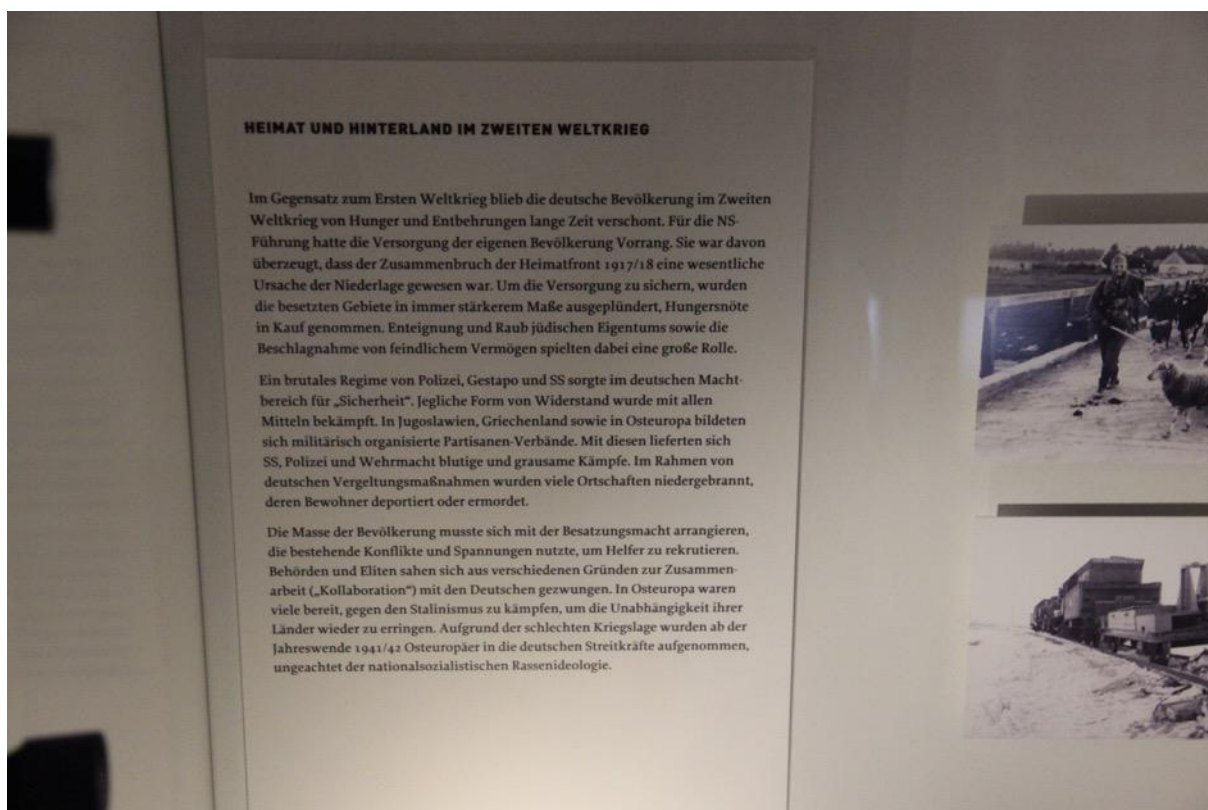 HEIMAT UND HINTERLAND IM ZWEITEN WELTKRIEG
Im Gegensatz zum Ersten Weltkrieg blieb die deutsche Bevölkerung im Zweiten
Weltkrieg von Hunger und Entbehrungen lange Zeit verschont. Für die NS-
Führung hatte die Versorgung der eigenen Bevölkerung Vorrang. Sie war davon
überzeugt, dass der Zusammenbruch der Heimatfront 1917/18 eine wesentliche
Ursache der Niederlage gewesen war. Um die Versorgung zu sichern, wurden
die besetzten Gebiete in immer stärkerem Maße ausgeplündert, Hungersnöte
in Kauf genommen. Enteignung und Raub jüdischen Eigentums sowie die
Beschlagnahme von feindlichem Vermögen spielten dabei eine große Rolle.
Ein brutales Regime von Polizei, Gestapo und SS sorgte im deutschen Macht-
bereich für „Sicherheit“. Jegliche Form von Widerstand wurde mit allen
Mitteln bekämpft. In Jugoslawien, Griechenland sowie in Osteuropa bildeten
sich militärisch organisierte Partisanen-Verbände. Mit diesen lieferten sich
SS, Polizei und Wehrmacht blutige und grausame Kämpfe. Im Rahmen von
deutschen Vergeltungsmaßnahmen wurden viele Ortschaften niedergebrannt,
deren Bewohner deportiert oder ermordet.
Die Masse der Bevölkerung musste sich mit der Besatzungsmacht arrangieren,
die bestehende Konflikte und Spannungen nutzte, um Helfer zu rekrutieren.
Behörden und Eliten sahen sich aus verschiedenen Gründen zur Zusammen-
arbeit („Kollaboration“) mit den Deutschen gezwungen. In Osteuropa waren
viele bereit, gegen den Stalinismus zu kämpfen, um die Unabhängigkeit ihrer
Länder wieder zu erringen. Aufgrund der schlechten Kriegslage wurden ab der
Jahreswende 1941/42 Osteuropäer in die deutschen Streitkräfte aufgenommen,
ungeachtet der nationalsozialistischen Rassenideologie.